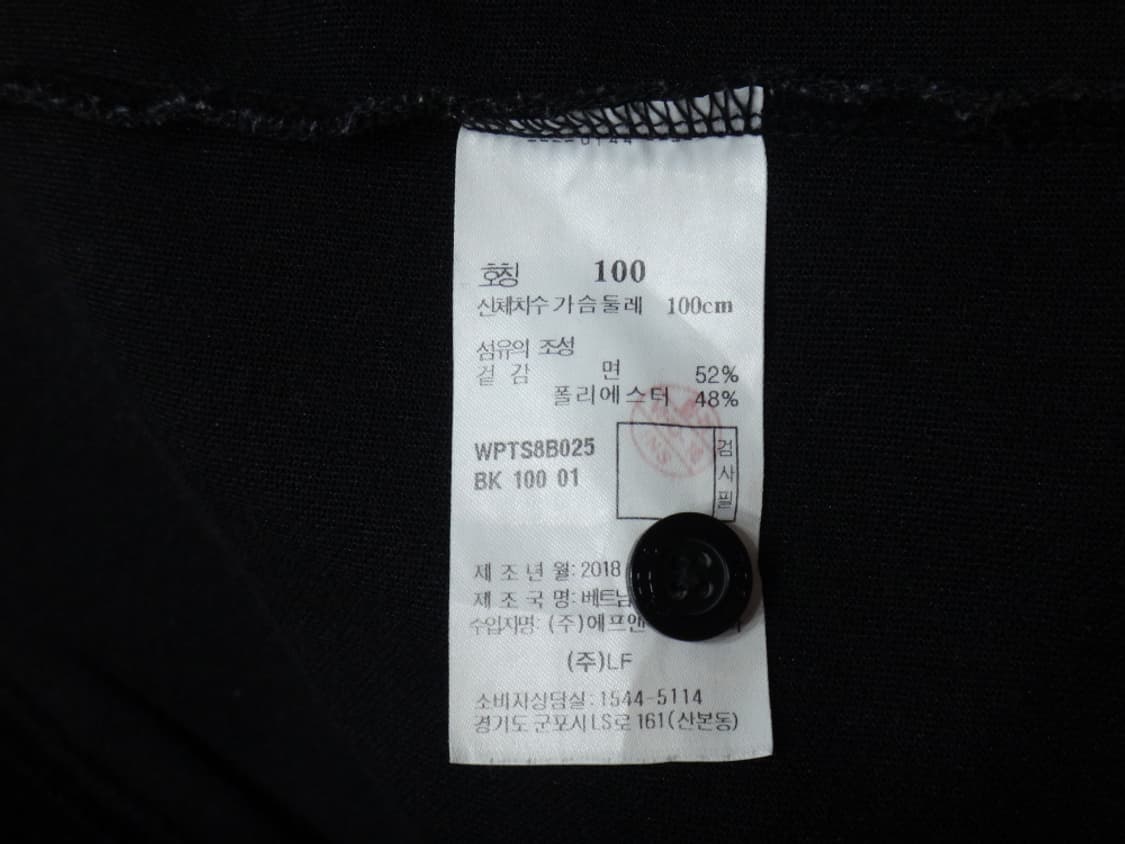 호칭 100
신체치수 가슴둘레 100cm
섬유의 조성
겉 감 면 52%
폴리에스터 48%
WPTS8B025
BK 100 01
검
사
필
제 조 년 월: 2018
제 조 국 명: 베트남
수입자명: (주)에프앤
(주)LF
소비자상담실: 1544-5114
경기도 군포시 LS로 161(산본동)